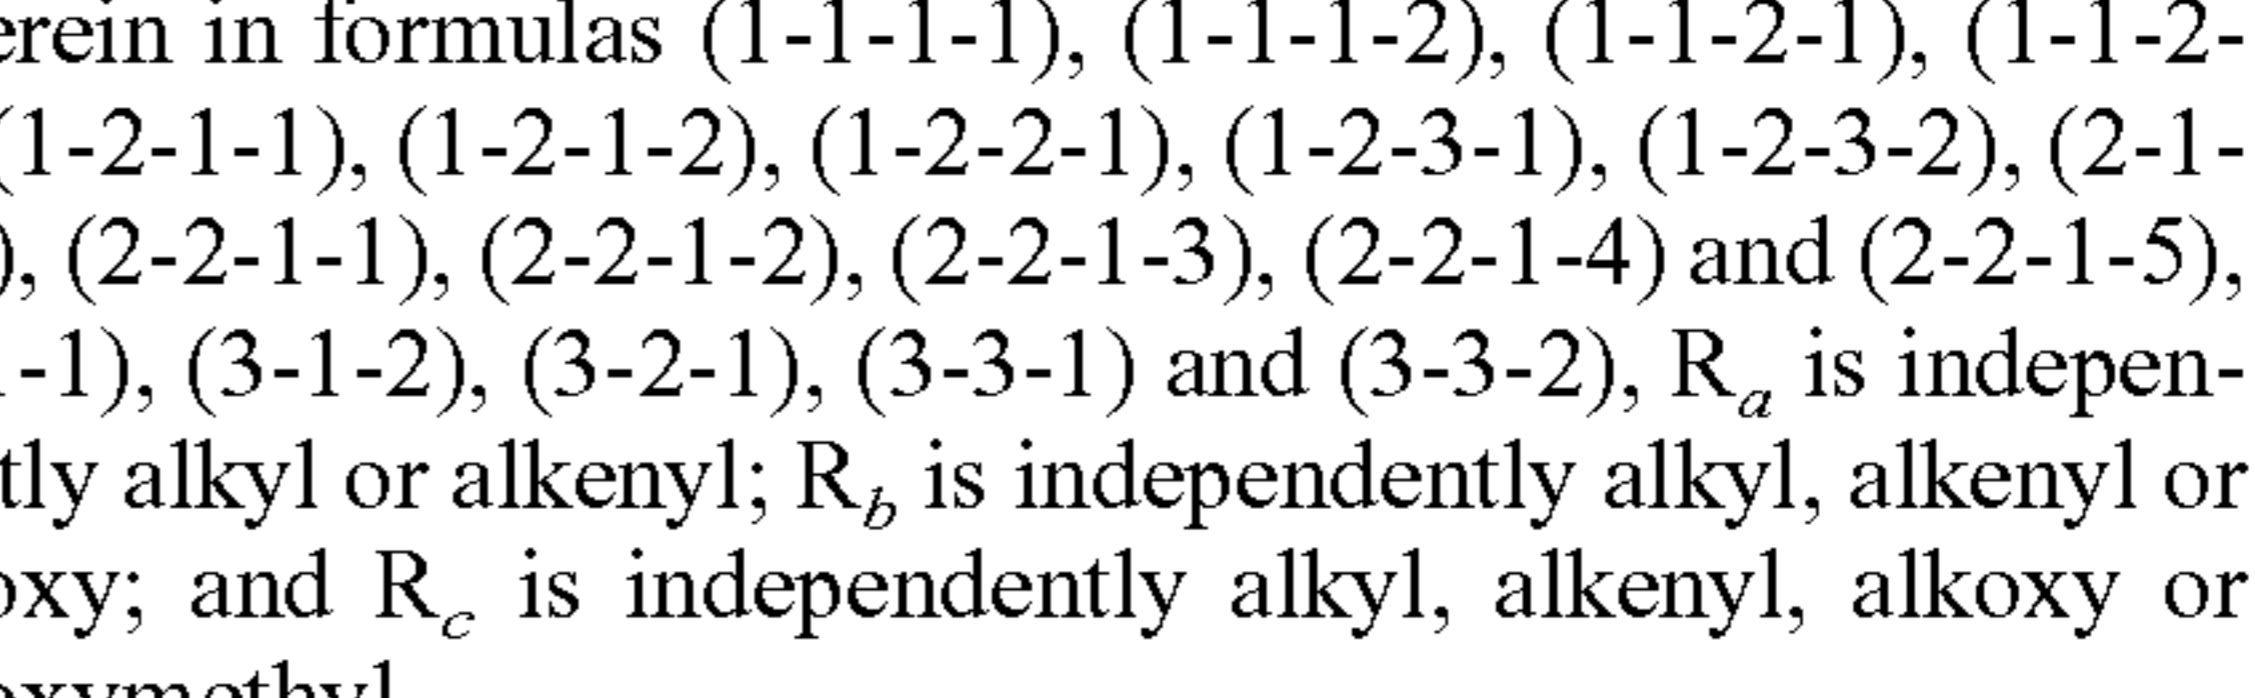 erein in formulas (1-1-1-1), (1-1-1-2), (1-1-2-1), (1-1-2-
(1-2-1-1), (1-2-1-2), (1-2-2-1), (1-2-3-1), (1-2-3-2), (2-1-
), (2-2-1-1), (2-2-1-2), (2-2-1-3), (2-2-1-4) and (2-2-1-5),
-1), (3-1-2), (3-2-1), (3-3-1) and (3-3-2), R_a is indepen-
tly alkyl or alkenyl; R_b is independently alkyl, alkenyl or
oxy; and R_c is independently alkyl, alkenyl, alkoxy or
oxymethyl